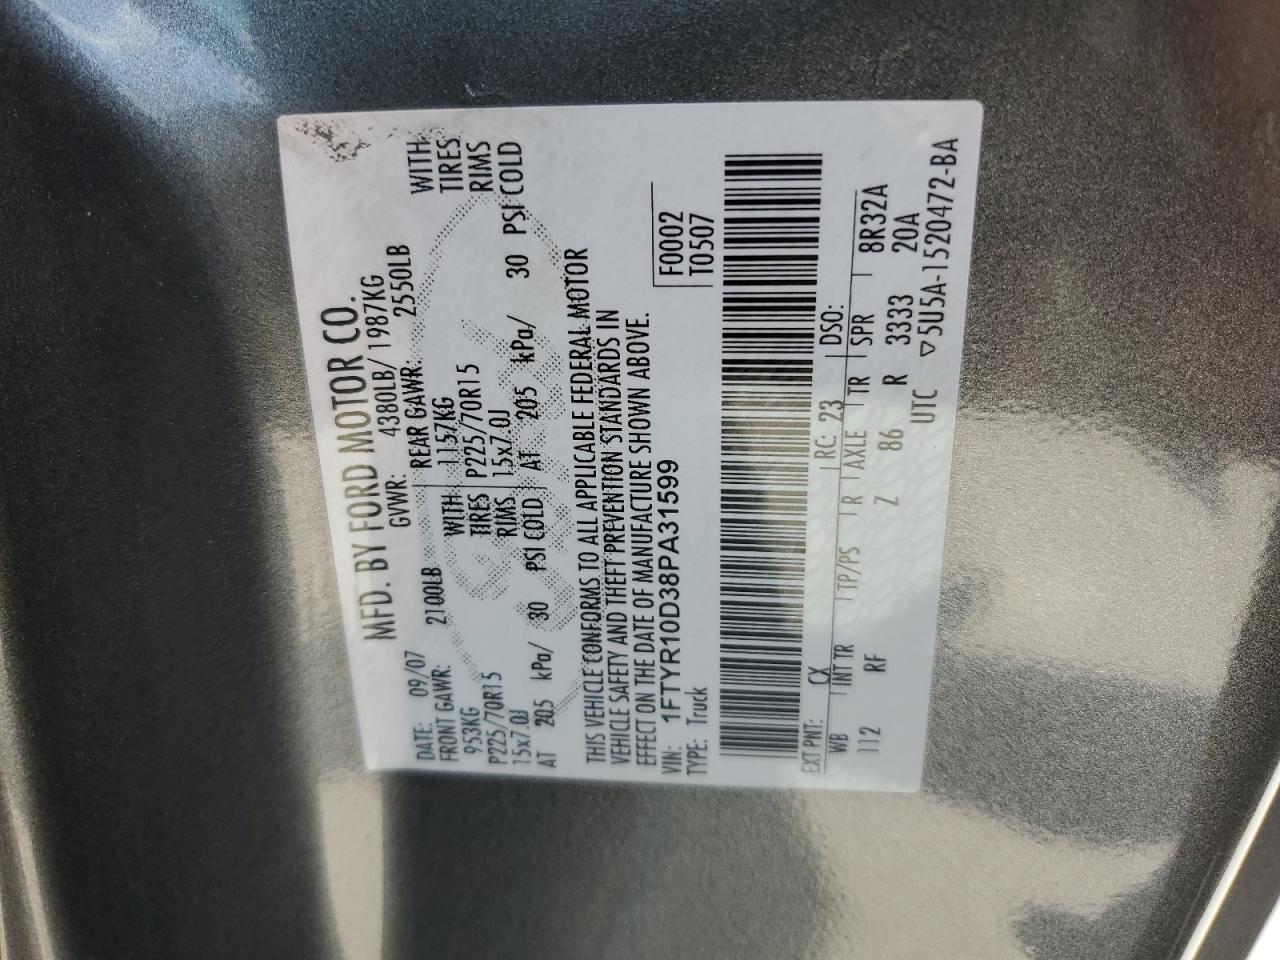 MFD. BY FORD MOTOR CO.
DATE: 09/07 GVWR: 4380LB/1987KG
FRONT GAWR: 2100LB REAR GAWR: 2550LB
953KG WITH 1157KG WITH
P225/70R15 TIRES P225/70R15 TIRES
15x7.0J RIMS 15x7.0J RIMS
AT 205 kPa/ 30 PSI COLD AT 205 kPa/ 30 PSI COLD
THIS VEHICLE CONFORMS TO ALL APPLICABLE FEDERAL MOTOR
VEHICLE SAFETY AND THEFT PREVENTION STANDARDS IN
EFFECT ON THE DATE OF MANUFACTURE SHOWN ABOVE.
VIN: 1FTYR10D38PA31599 F0002
TYPE: Truck T0507
EXT PNT: CX RC: 23 DSO:
WB INT TR TP/PS R AXLE TR SPR 8R32A
112 RF Z 86 R 3333 20A
UTC ▽5U5A-1520472-BA